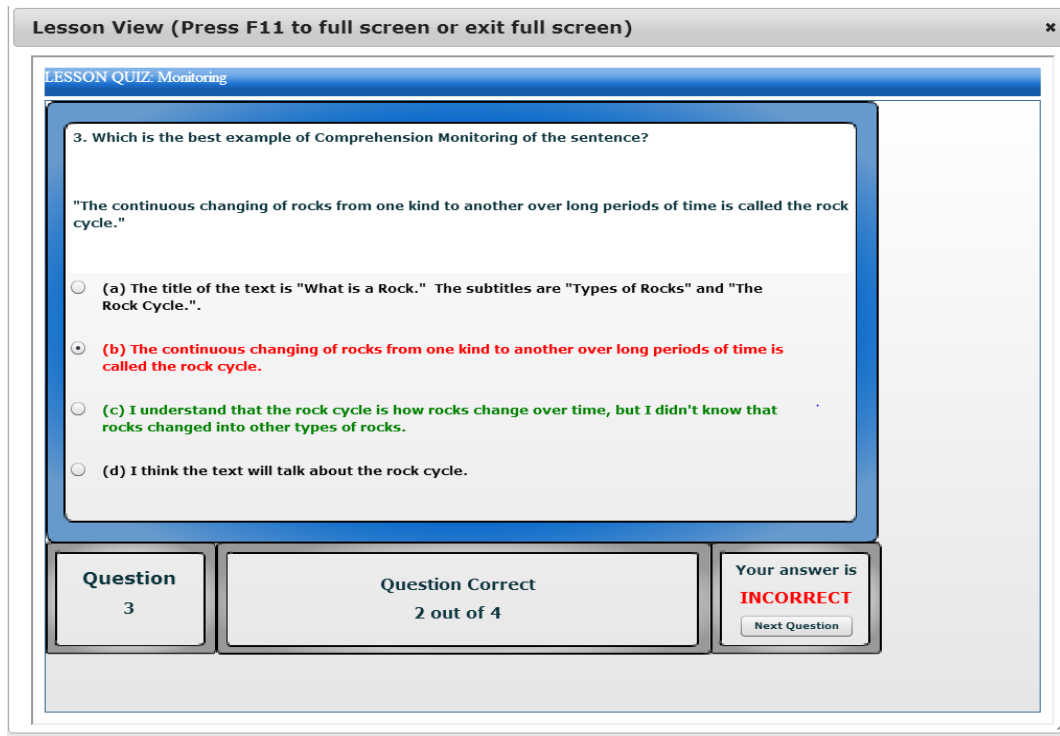 Lesson View (Press F11 to full screen or exit full screen)
LESSON QUIZ: Monitoring
3. Which is the best example of Comprehension Monitoring of the sentence?
"The continuous changing of rocks from one kind to another over long periods of time is called the rock
cycle."
(a) The title of the text is "What is a Rock."  The subtitles are "Types of Rocks" and "The
Rock Cycle.".
(b) The continuous changing of rocks from one kind to another over long periods of time is
called the rock cycle.
(c) I understand that the rock cycle is how rocks change over time, but I didn't know that
rocks changed into other types of rocks.
(d) I think the text will talk about the rock cycle.
Question
3
Question Correct
2 out of 4
Your answer is
INCORRECT
Next Question